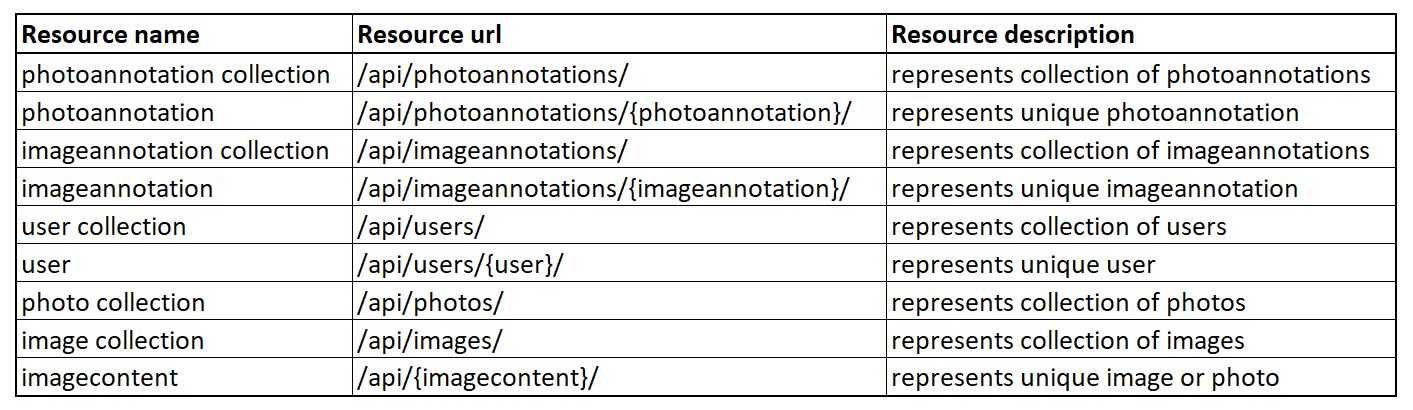 Resource name Resource url Resource description
photoannotation collection /api/photoannotations/ represents collection of photoannotations
photoannotation /api/photoannotations/{photoannotation}/ represents unique photoannotation
imageannotation collection /api/imageannotations/ represents collection of imageannotations
imageannotation /api/imageannotations/{imageannotation}/ represents unique imageannotation
user collection /api/users/ represents collection of users
user /api/users/{user}/ represents unique user
photo collection /api/photos/ represents collection of photos
image collection /api/images/ represents collection of images
imagecontent /api/{imagecontent}/ represents unique image or photo